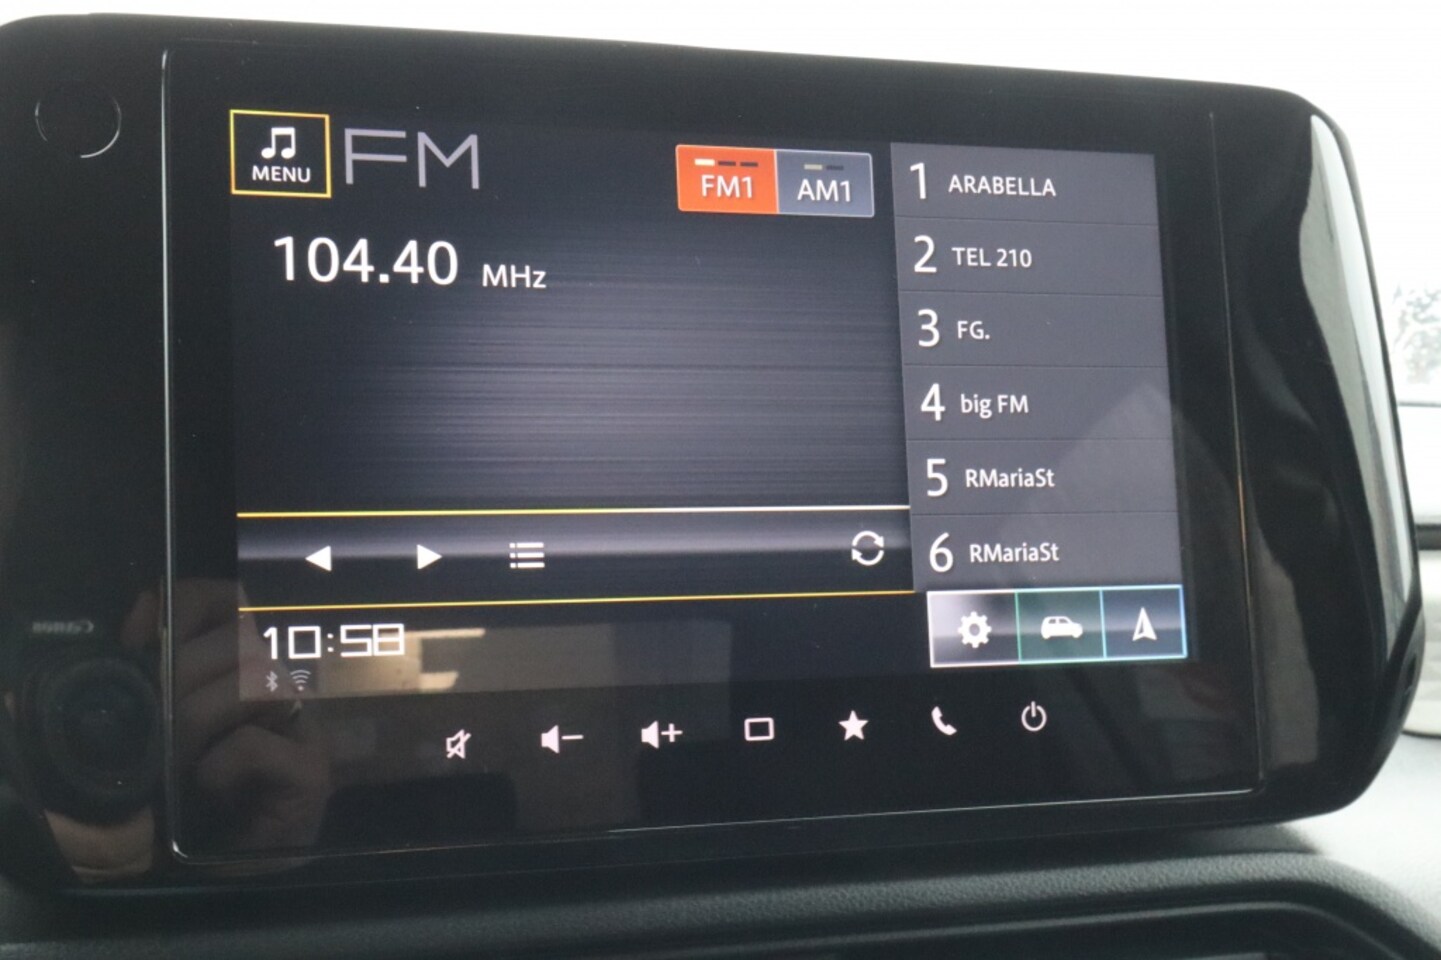 MENU
FM
FM1
AM1
104.40 MHz
1 ARABELLA
2 TEL 210
3 FG.
4 big FM
5 RMariaSt
6 RMariaSt
10:58
Canon